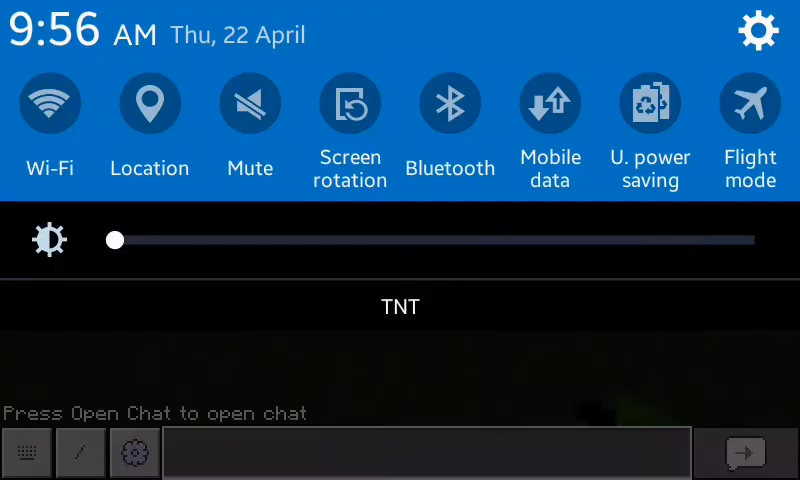 9:56 AM Thu, 22 April
Wi-Fi
Location
Mute
Screen
rotation
Bluetooth
Mobile
data
U. power
saving
Flight
mode
TNT
Press Open Chat to open chat
/